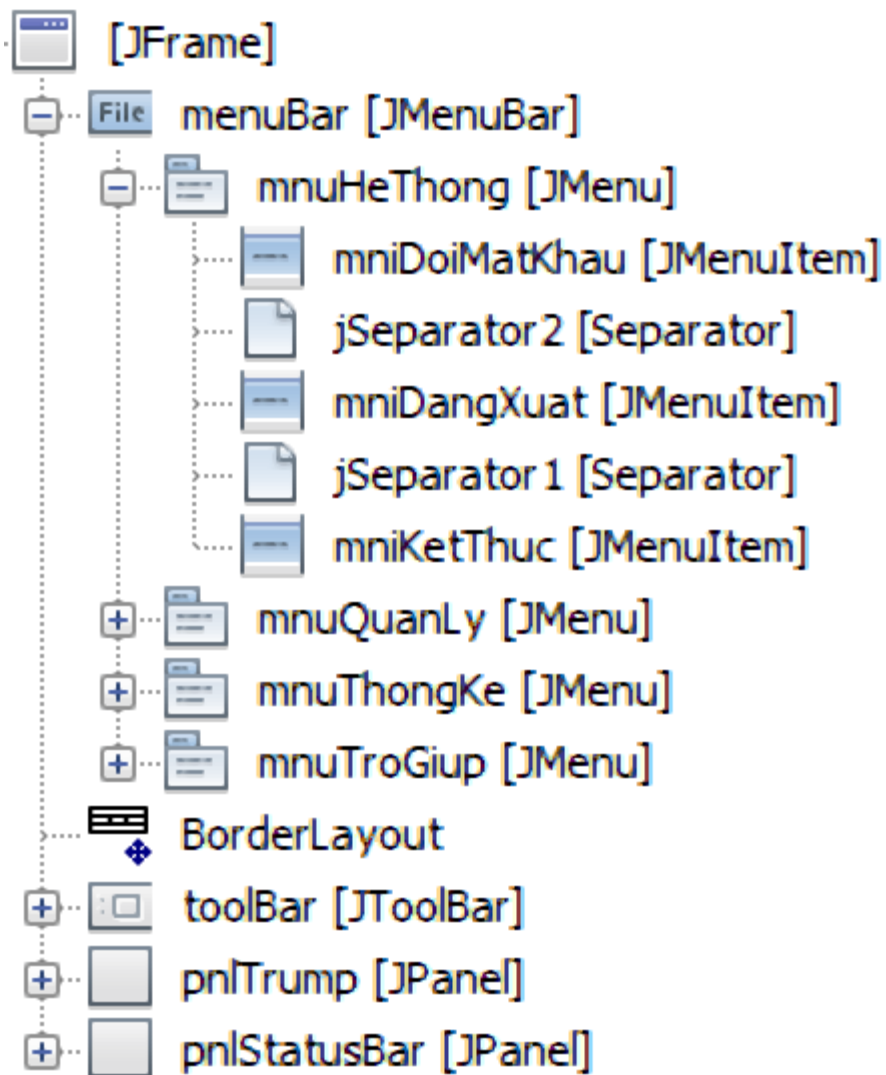 [JFrame]
File menuBar [JMenuBar]
mnuHeThong [JMenu]
mniDoiMatKhau [JMenuItem]
jSeparator2 [Separator]
mniDangXuat [JMenuItem]
jSeparator1 [Separator]
mniKetThuc [JMenuItem]
mnuQuanLy [JMenu]
mnuThongKe [JMenu]
mnuTroGiup [JMenu]
BorderLayout
toolBar [JToolBar]
pnlTrump [JPanel]
pnlStatusBar [JPanel]